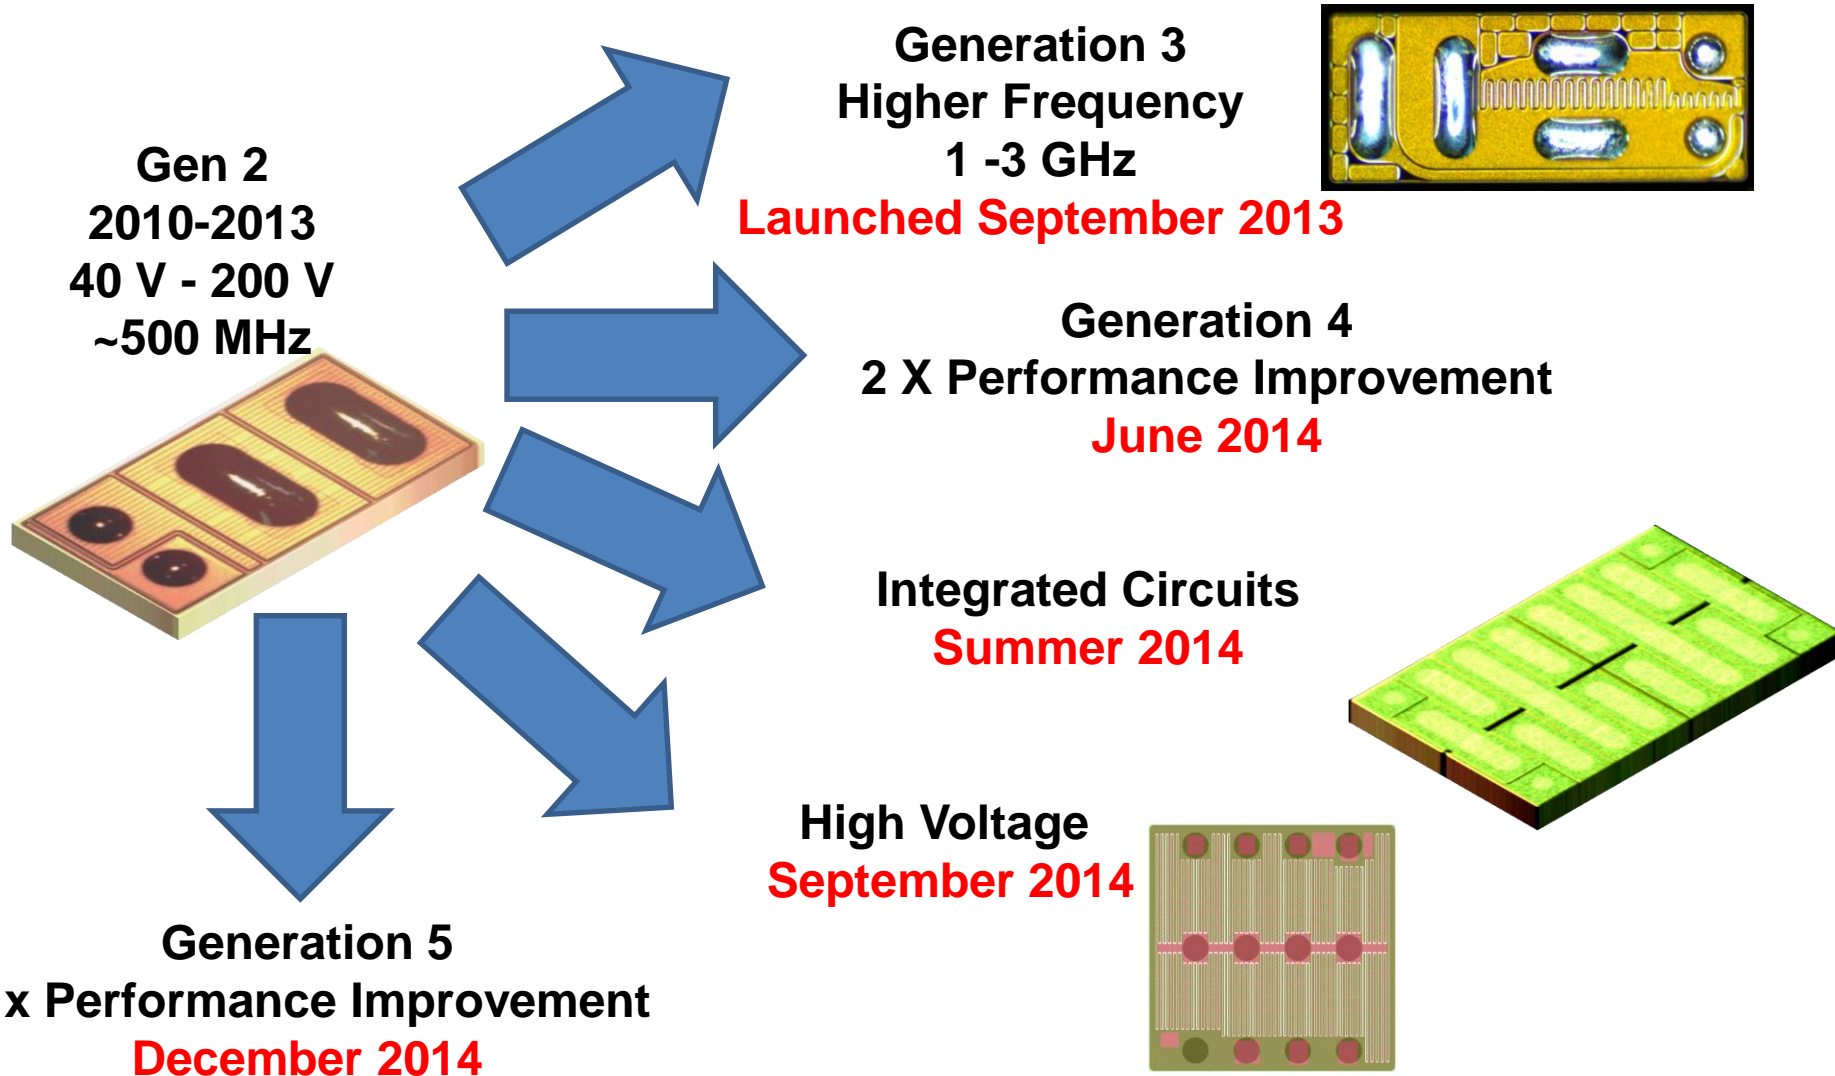 Gen 2
2010-2013
40 V - 200 V
~500 MHz
Generation 3
Higher Frequency
1 -3 GHz
Launched September 2013
Generation 4
2 X Performance Improvement
June 2014
Integrated Circuits
Summer 2014
High Voltage
September 2014
Generation 5
x Performance Improvement
December 2014